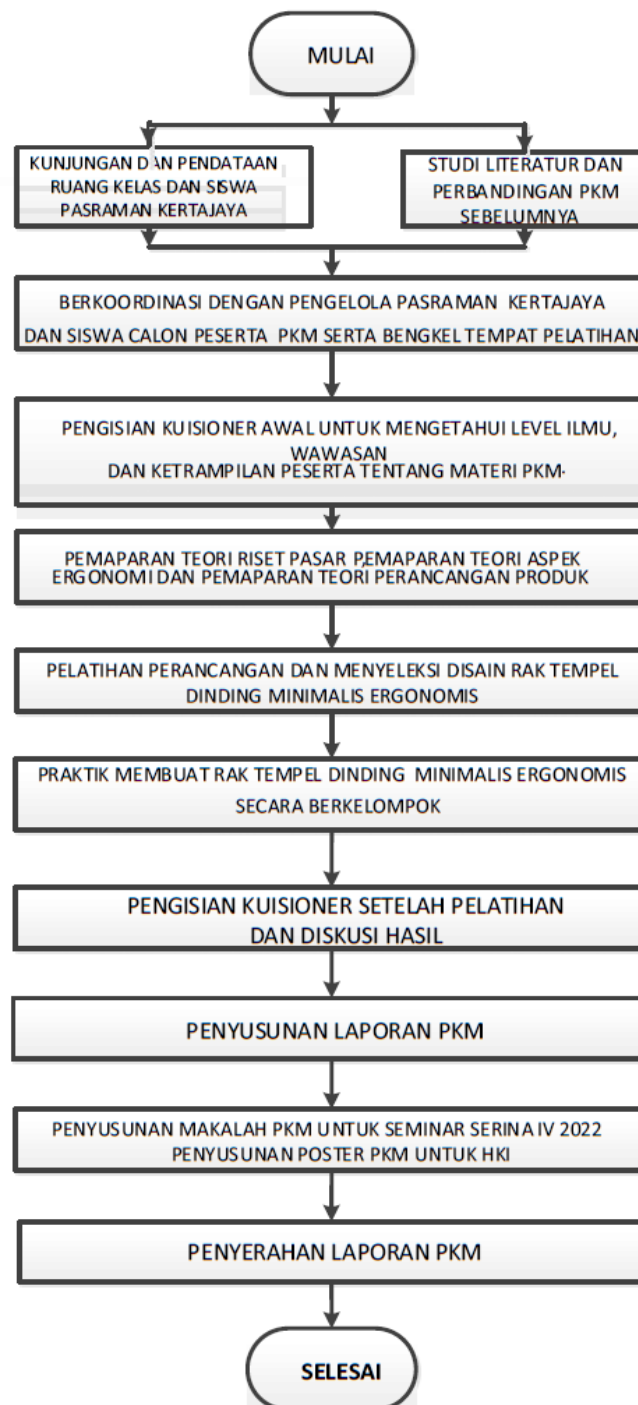 MULAI
KUNJUNGAN DAN PENDATAAN
RUANG KELAS DAN SISWA
PASRAMAN KERTAJAYA
STUDI LITERATUR DAN
PERBANDINGAN PKM
SEBELUMNYA
BERKOORDINASI DENGAN PENGELOLA PASRAMAN KERTAJAYA
DAN SISWA CALON PESERTA PKM SERTA BENGKEL TEMPAT PELATIHAN
PENGISIAN KUISIONER AWAL UNTUK MENGETAHUI LEVEL ILMU,
WAWASAN
DAN KETRAMPILAN PESERTA TENTANG MATERI PKM.
PEMAPARAN TEORI RISET PASAR P,EMAPARAN TEORI ASPEK
ERGONOMI DAN PEMAPARAN TEORI PERANCANGAN PRODUK
PELATIHAN PERANCANGAN DAN MENYELEKSI DISAIN RAK TEMPEL
DINDING MINIMALIS ERGONOMIS
PRAKTIK MEMBUAT RAK TEMPEL DINDING MINIMALIS ERGONOMIS
SECARA BERKELOMPOK
PENGISIAN KUISIONER SETELAH PELATIHAN
DAN DISKUSI HASIL
PENYUSUNAN LAPORAN PKM
PENYUSUNAN MAKALAH PKM UNTUK SEMINAR SERINA IV 2022
PENYUSUNAN POSTER PKM UNTUK HKI
PENYERAHAN LAPORAN PKM
SELESAI